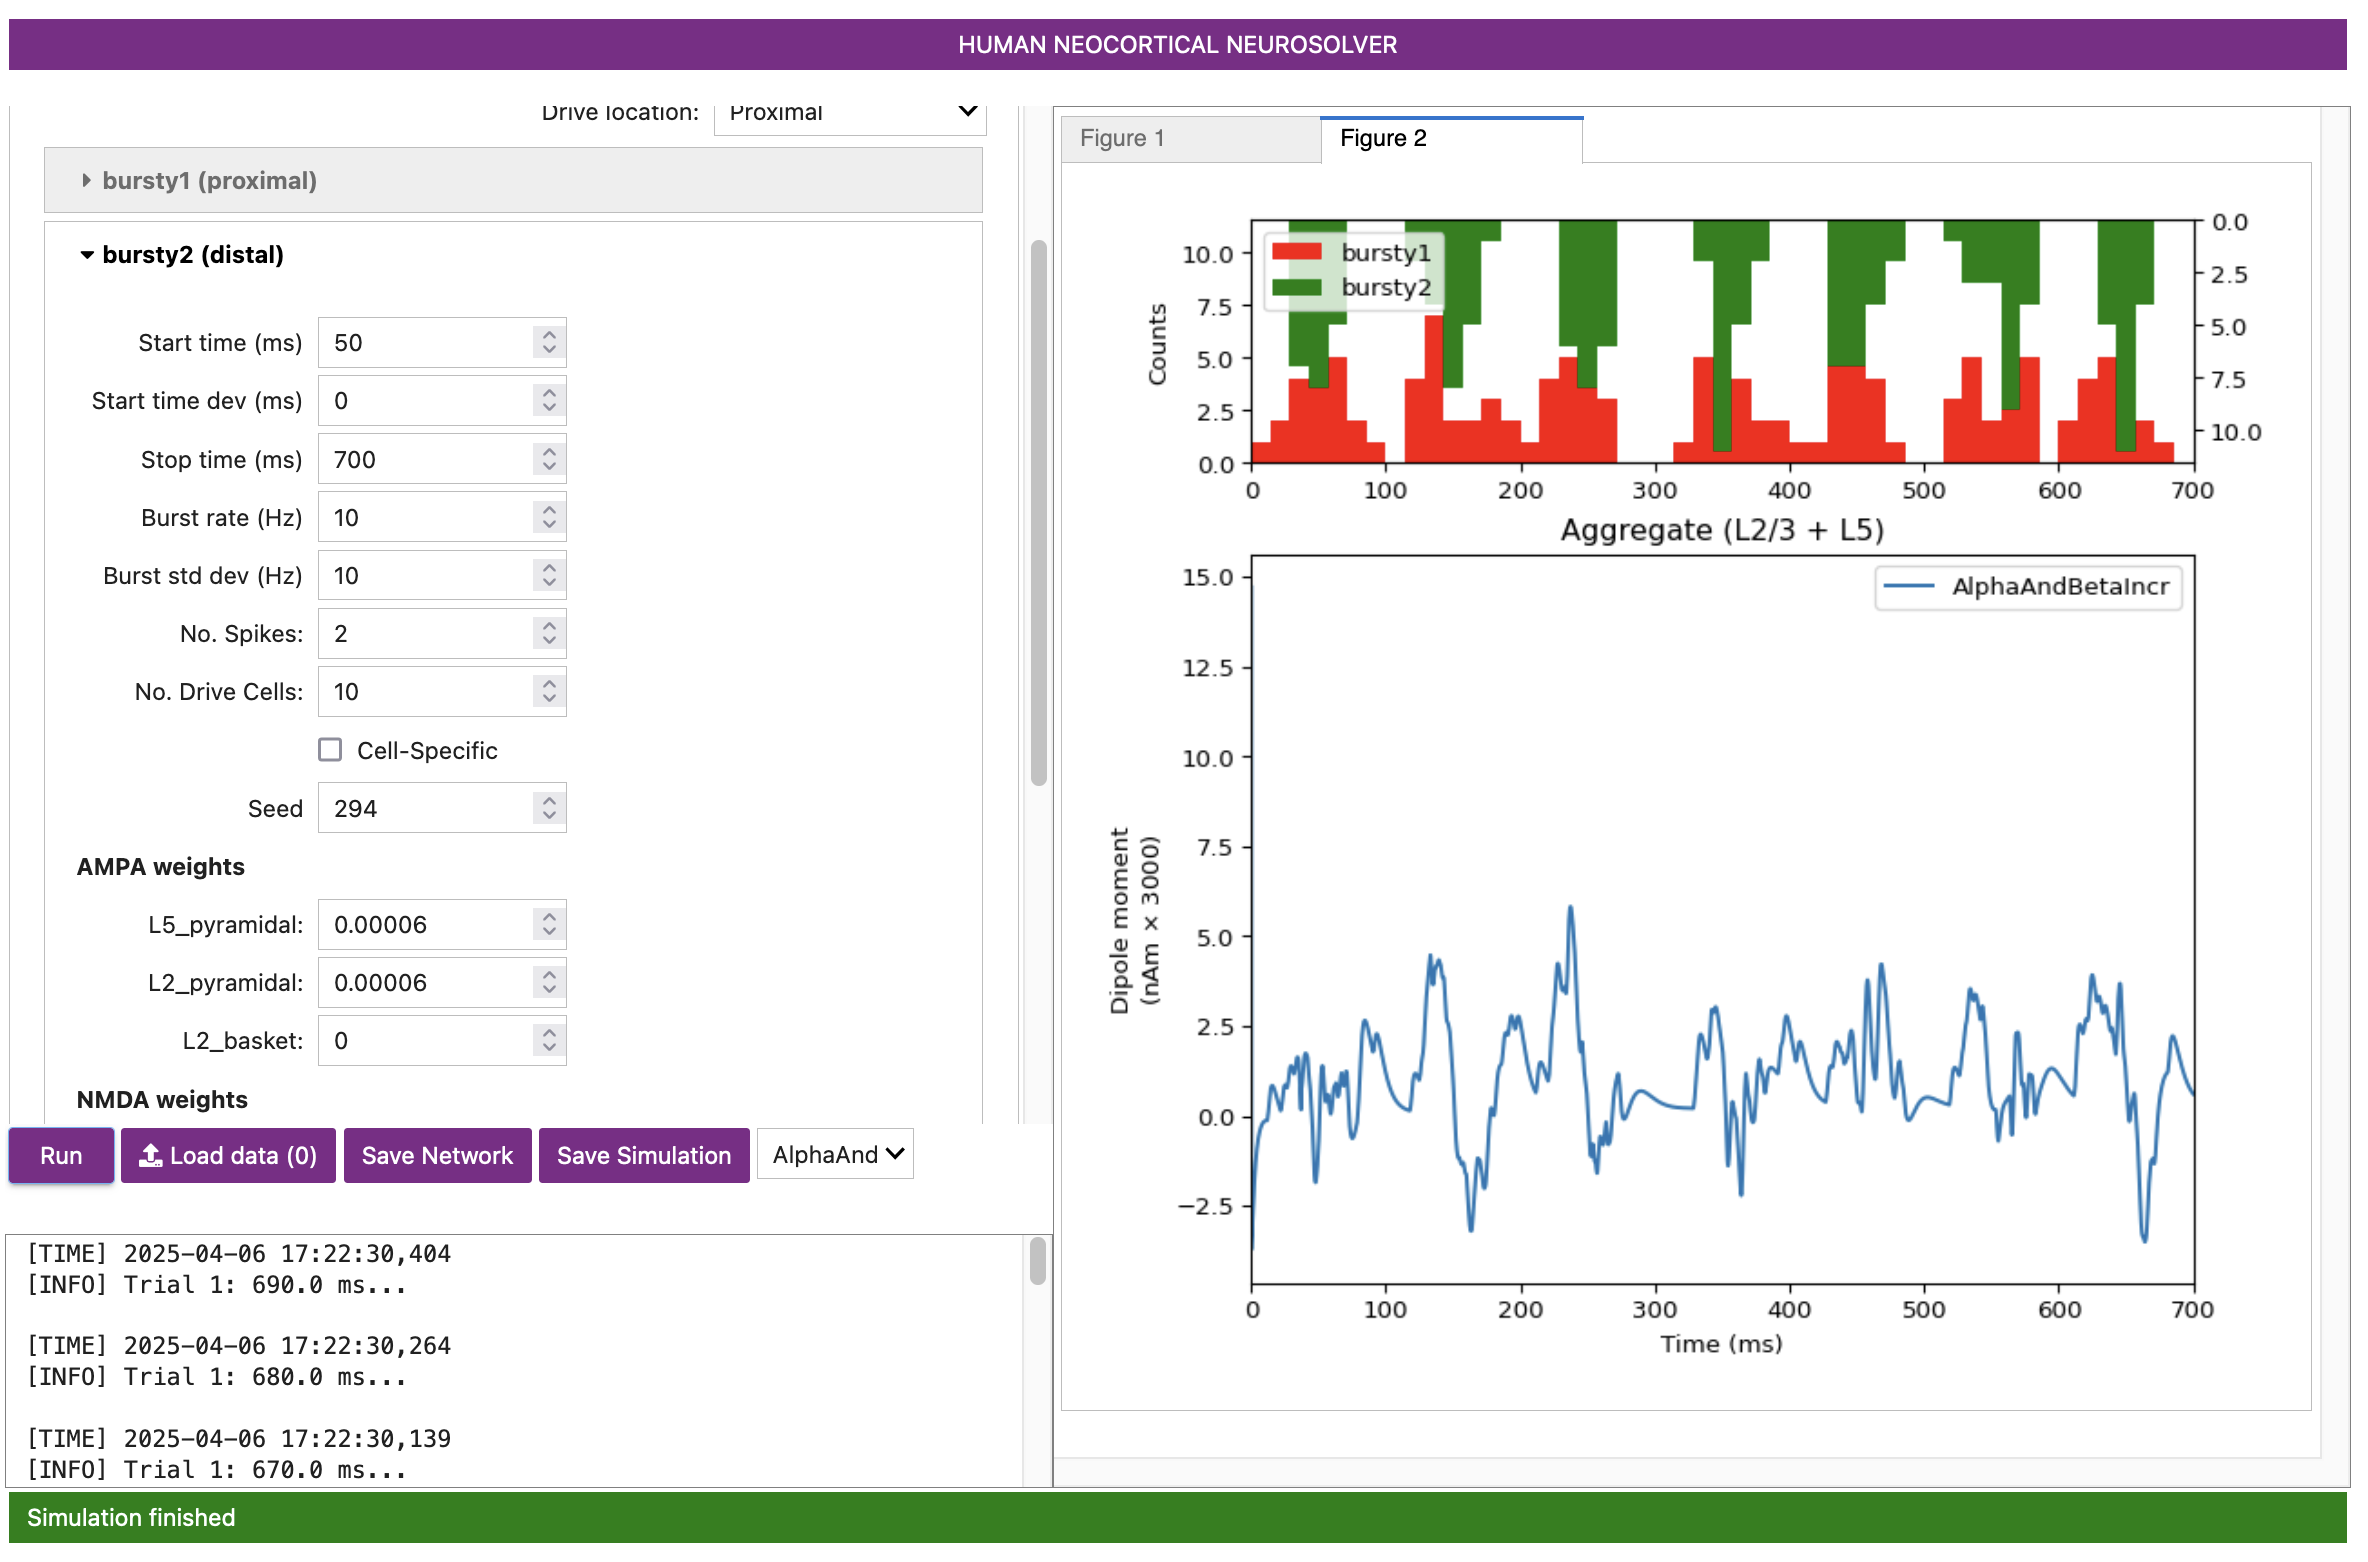 HUMAN NEOCORTICAL NEUROSOLVER
Drive location: Proximal
bursty1 (proximal)
bursty2 (distal)
Start time (ms) 50
Start time dev (ms) 0
Stop time (ms) 700
Burst rate (Hz) 10
Burst std dev (Hz) 10
No. Spikes: 2
No. Drive Cells: 10
Cell-Specific
Seed 294
AMPA weights
L5_pyramidal: 0.00006
L2_pyramidal: 0.00006
L2_basket: 0
NMDA weights
Run Load data (0) Save Network Save Simulation AlphaAnd
[TIME] 2025-04-06 17:22:30,404
[INFO] Trial 1: 690.0 ms...
[TIME] 2025-04-06 17:22:30,264
[INFO] Trial 1: 680.0 ms...
[TIME] 2025-04-06 17:22:30,139
[INFO] Trial 1: 670.0 ms...
Figure 1 Figure 2
bursty1
bursty2
Counts
10.0
7.5
5.0
2.5
0.0
0.0
2.5
5.0
7.5
10.0
0 100 200 300 400 500 600 700
Aggregate (L2/3 + L5)
AlphaAndBetaIncr
Dipole moment
(nAm × 3000)
15.0
12.5
10.0
7.5
5.0
2.5
0.0
−2.5
0 100 200 300 400 500 600 700
Time (ms)
Simulation finished